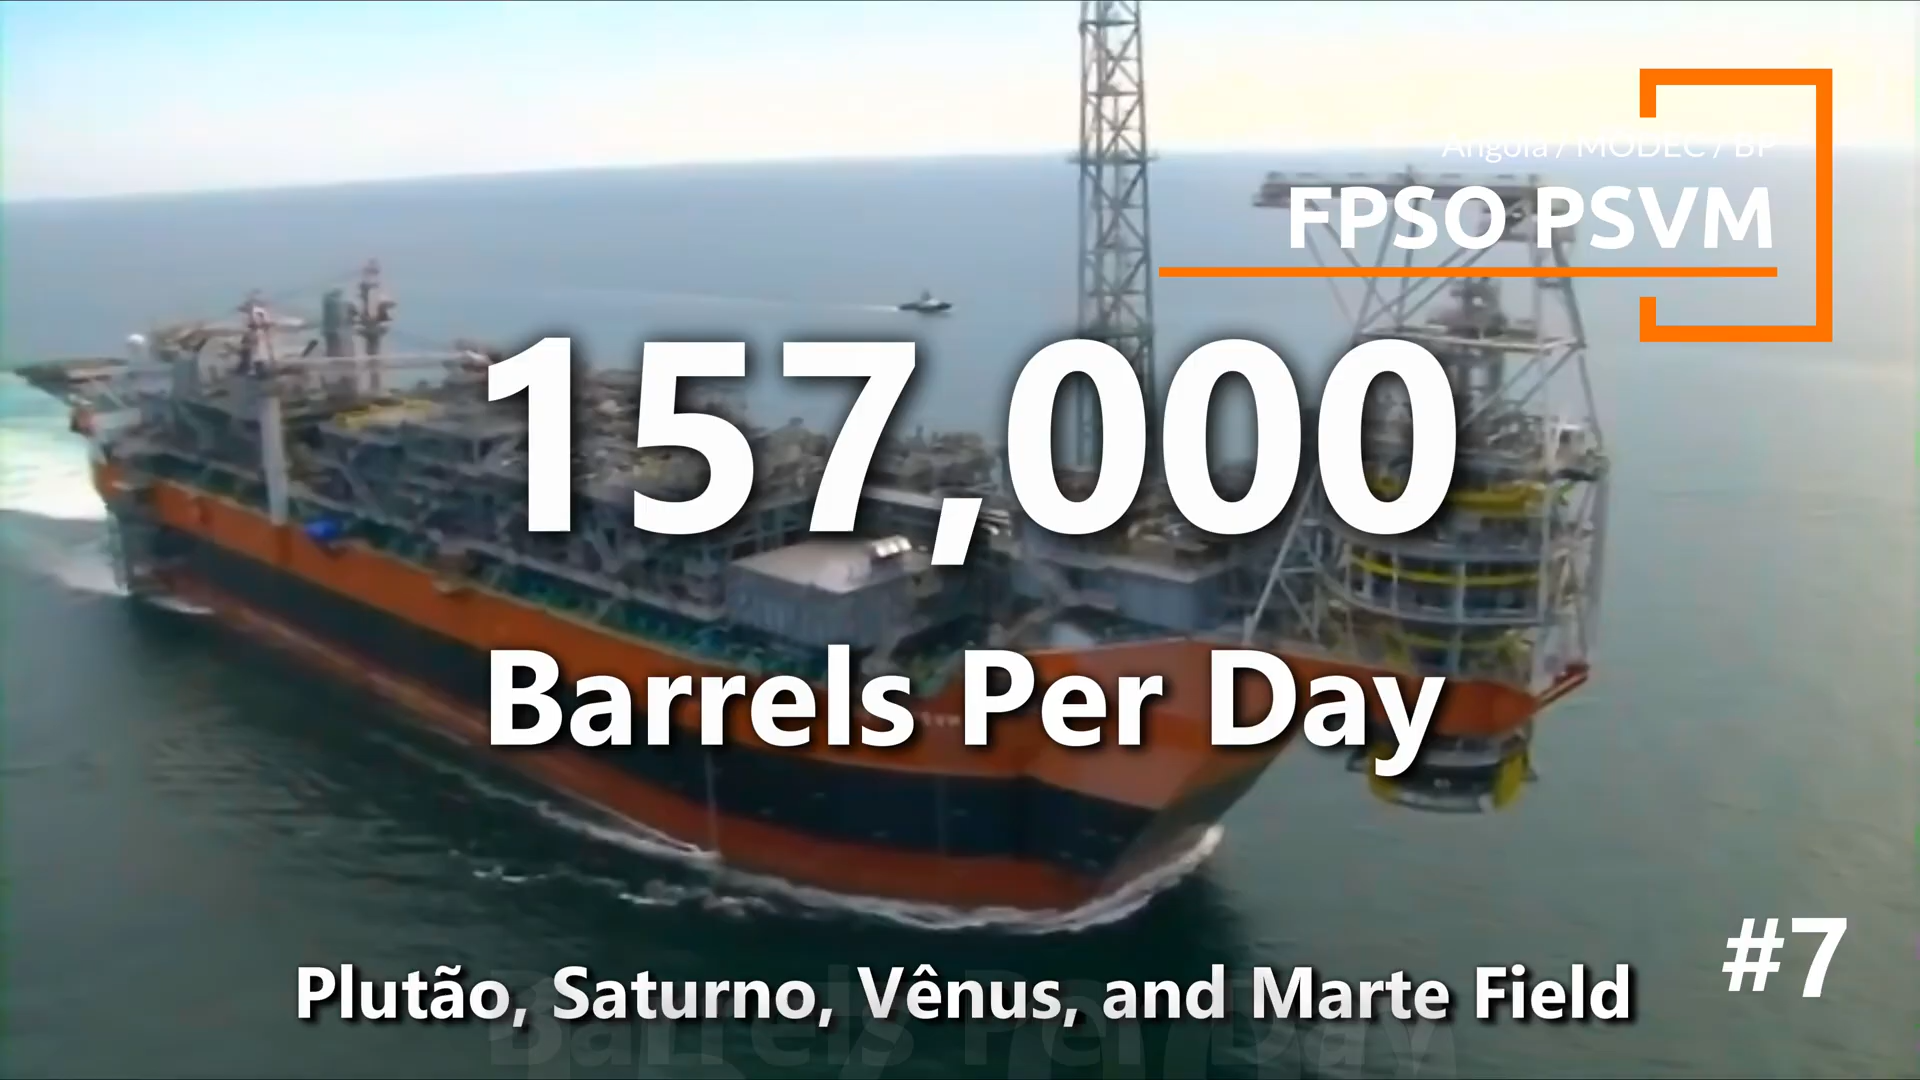 Angola / MODEC / BP
FPSO PSVM
157,000
Barrels Per Day
Plutão, Saturno, Vênus, and Marte Field
#7